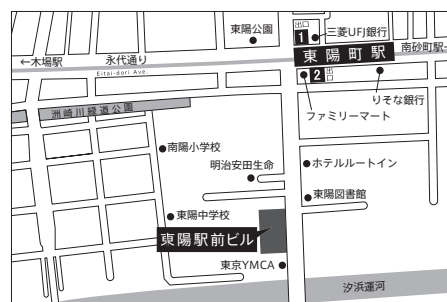 東陽公園
出口
1
三菱UFJ銀行
←木場駅
永代通り
東陽町駅
南砂町駅→
Eitai-dori Ave.
2
出口
りそな銀行
ファミリーマート
洲崎川緑道公園
南陽小学校
明治安田生命
ホテルルートイン
東陽図書館
東陽中学校
東陽駅前ビル
東京YMCA
汐浜運河